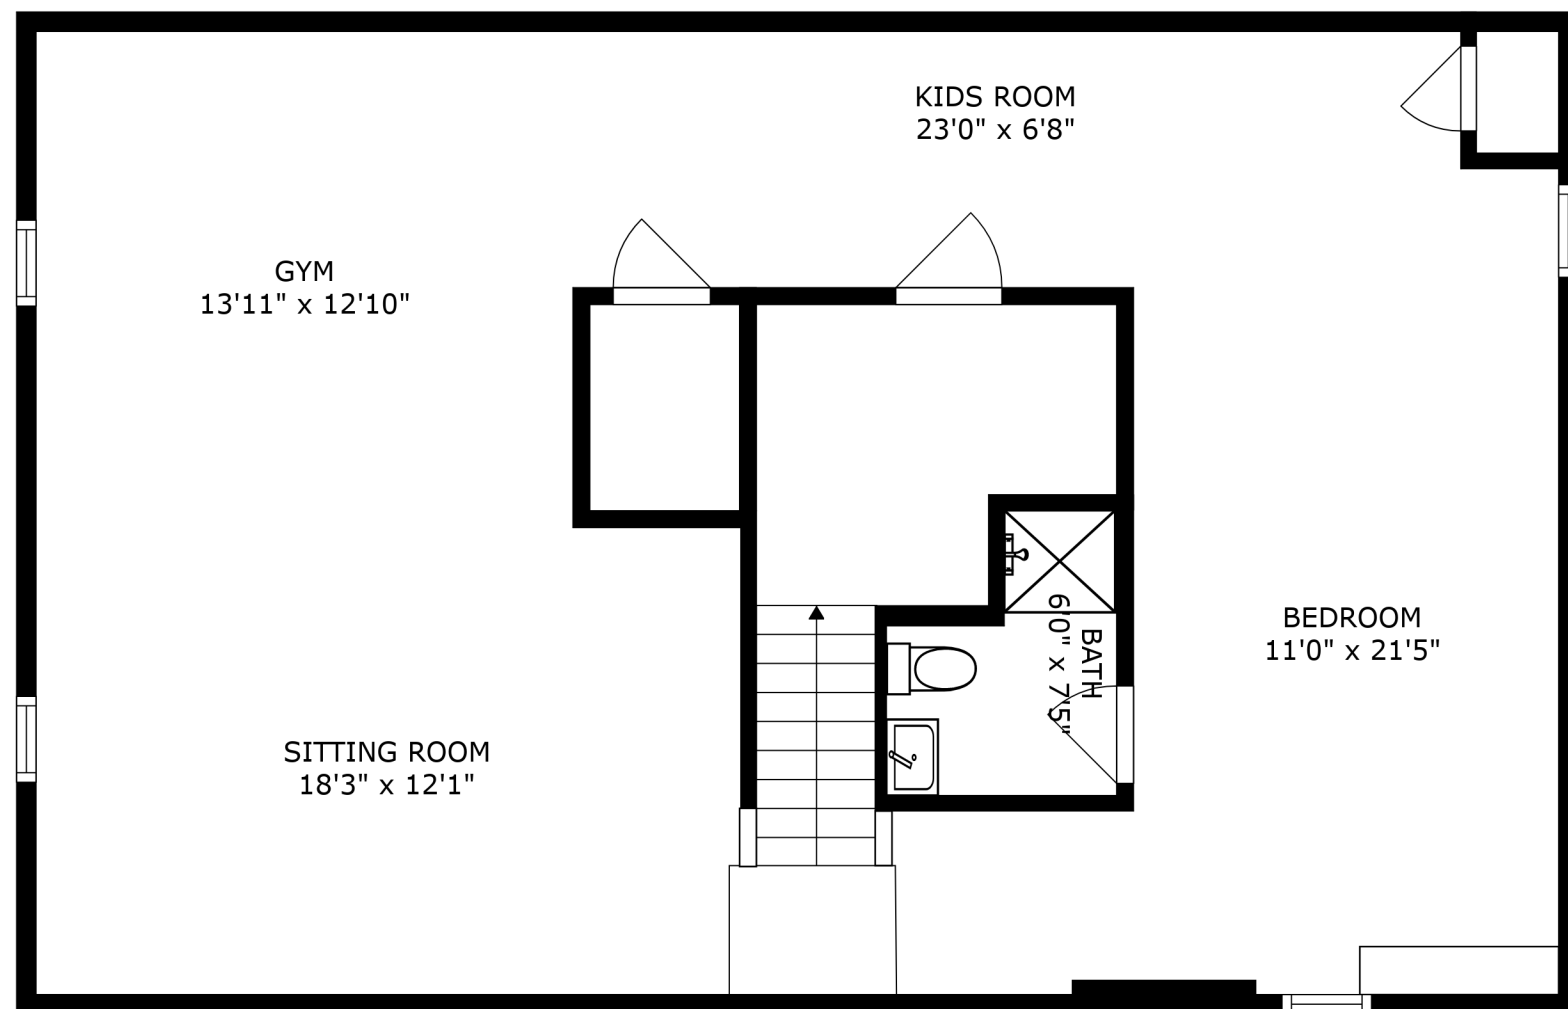 KIDS ROOM
23'0" x 6'8"
GYM
13'11" x 12'10"
BEDROOM
11'0" x 21'5"
BATH
6'0" x 7'5"
SITTING ROOM
18'3" x 12'1"